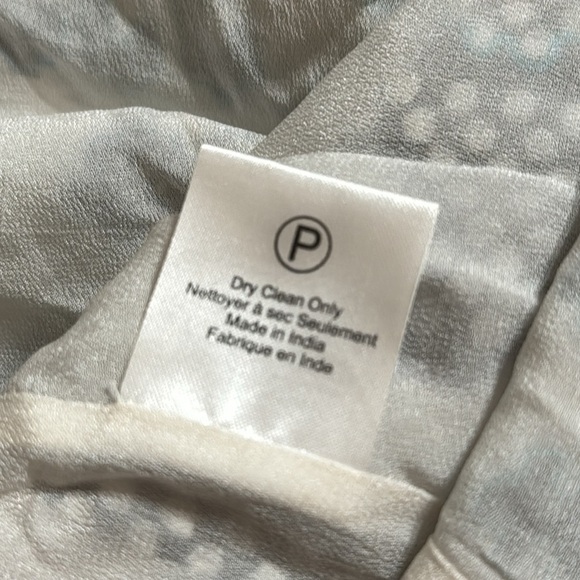 P
Dry Clean Only
Nettoyer à sec Seulement
Made in India
Fabrique en Inde